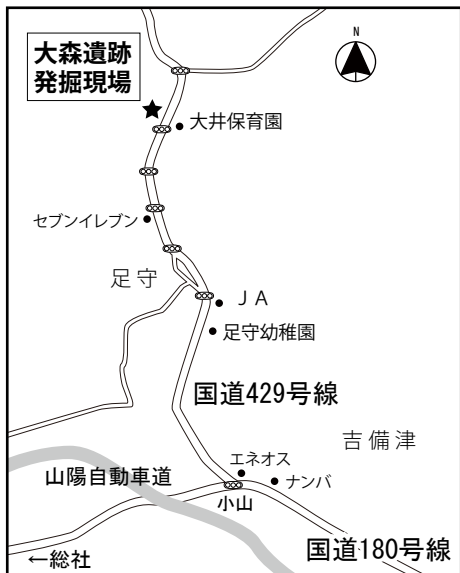 大森遺跡
発掘現場
N
大井保育園
セブンイレブン
足守
JA
足守幼稚園
国道429号線
吉備津
エネオス
山陽自動車道
ナンバ
小山
国道180号線
←総社